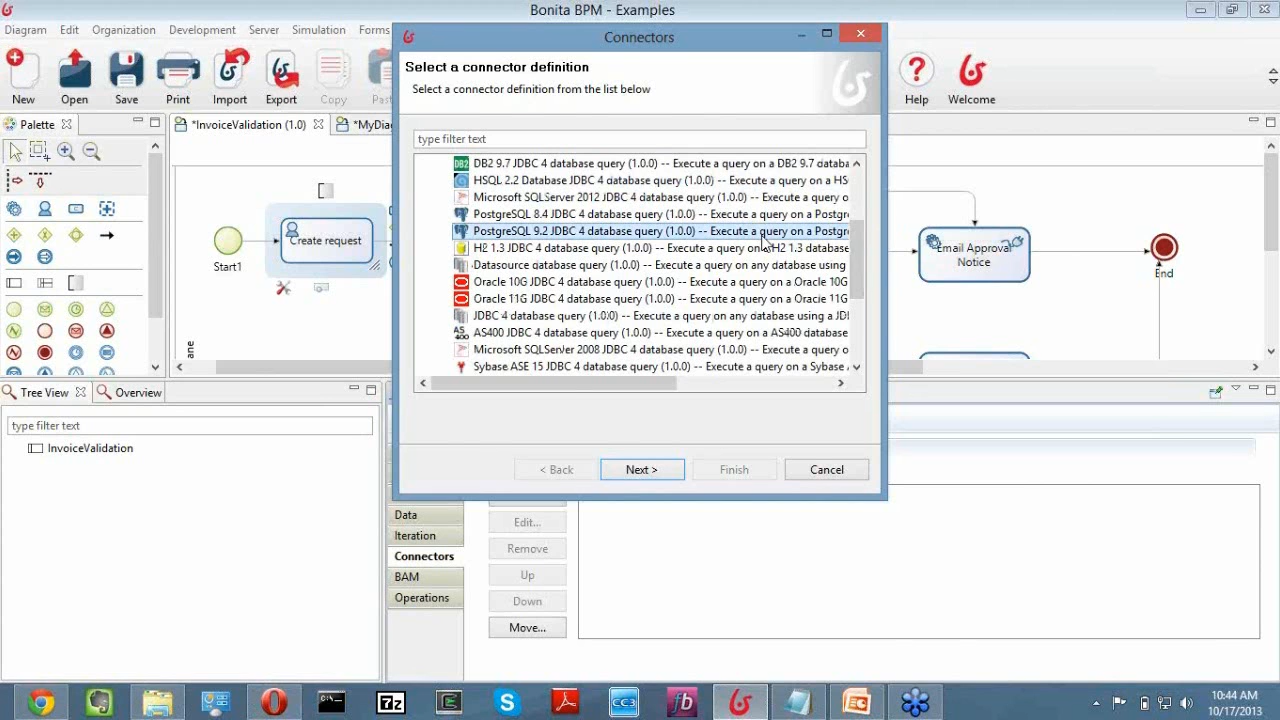 Bonita BPM - Examples
Diagram Edit Organization Development Server Simulation Forms
New Open Save Print Import Export Copy Help Welcome
Connectors
Select a connector definition
Select a connector definition from the list below
type filter text
DB2 9.7 JDBC 4 database query (1.0.0) -- Execute a query on a DB2 9.7 databa
HSQL 2.2 Database JDBC 4 database query (1.0.0) -- Execute a query on a HS
Microsoft SQLServer 2012 JDBC 4 database query (1.0.0) -- Execute a query o
PostgreSQL 8.4 JDBC 4 database query (1.0.0) -- Execute a query on a Postgr
PostgreSQL 9.2 JDBC 4 database query (1.0.0) -- Execute a query on a Postgr
H2 1.3 JDBC 4 database query (1.0.0) -- Execute a query on H2 1.3 database
Datasource database query (1.0.0) -- Execute a query on any database using
Oracle 10G JDBC 4 database query (1.0.0) -- Execute a query on a Oracle 10G
Oracle 11G JDBC 4 database query (1.0.0) -- Execute a query on a Oracle 11G
JDBC 4 database query (1.0.0) -- Execute a query on any database using a JD
AS400 JDBC 4 database query (1.0.0) -- Execute a query on a AS400 database
Microsoft SQLServer 2008 JDBC 4 database query (1.0.0) -- Execute a query o
Sybase ASE 15 JDBC 4 database query (1.0.0) -- Execute a query on a Sybase
< Back Next > Finish Cancel
Palette
*InvoiceValidation (1.0) *MyDia
Start1
Create request
Email Approval
Notice
End
ane
Tree View Overview
type filter text
InvoiceValidation
Data
Iteration
Connectors
BAM
Operations
Edit...
Remove
Up
Down
Move...
10:44 AM
10/17/2013